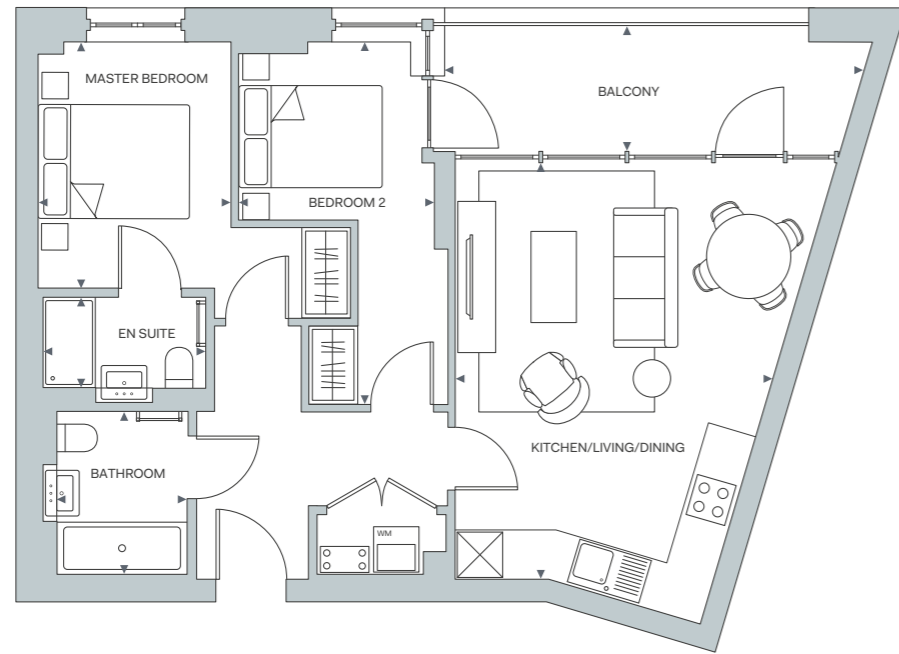 MASTER BEDROOM
BALCONY
BEDROOM 2
EN SUITE
KITCHEN/LIVING/DINING
BATHROOM
WM